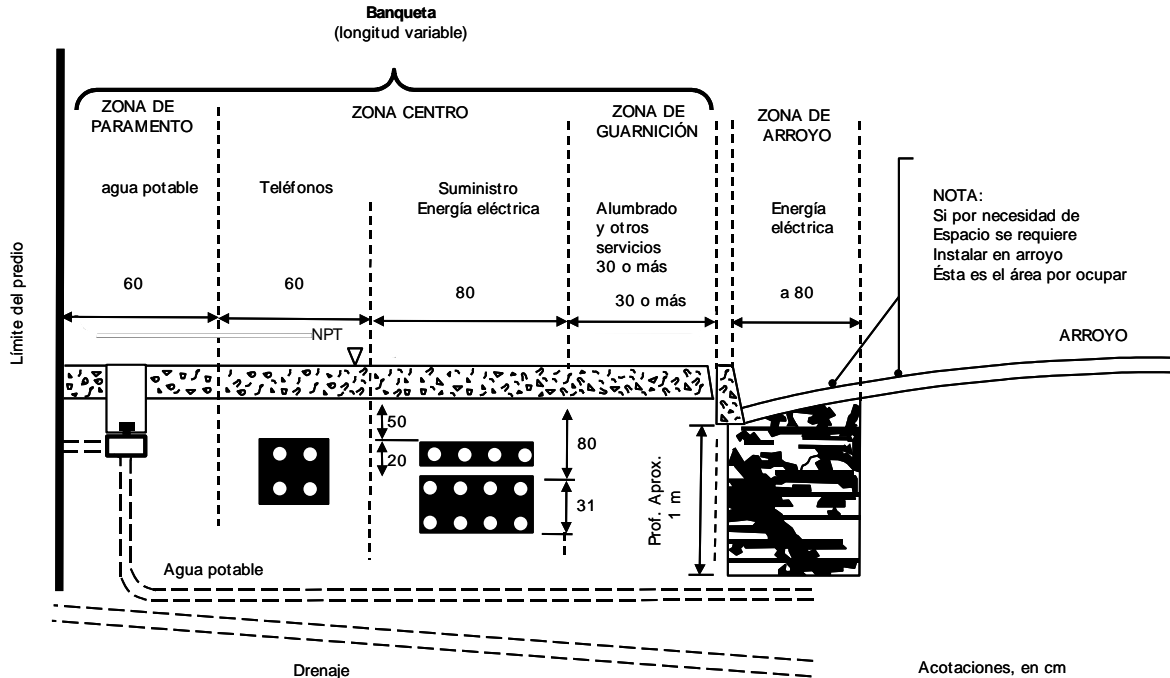 Banqueta
(longitud variable)
ZONA DE
PARAMENTO
ZONA CENTRO
ZONA DE
GUARNICIÓN
ZONA DE
ARROYO
agua potable
Teléfonos
Suministro
Energía eléctrica
Alumbrado
y otros
servicios
30 o más
Energía
eléctrica
NOTA:
Si por necesidad de
Espacio se requiere
Instalar en arroyo
Ésta es el área por ocupar
Límite del predio
60
60
80
30 o más
a 80
NPT
ARROYO
50
20
80
31
Prof. Aprox.
1 m
Agua potable
Drenaje
Acotaciones, en cm